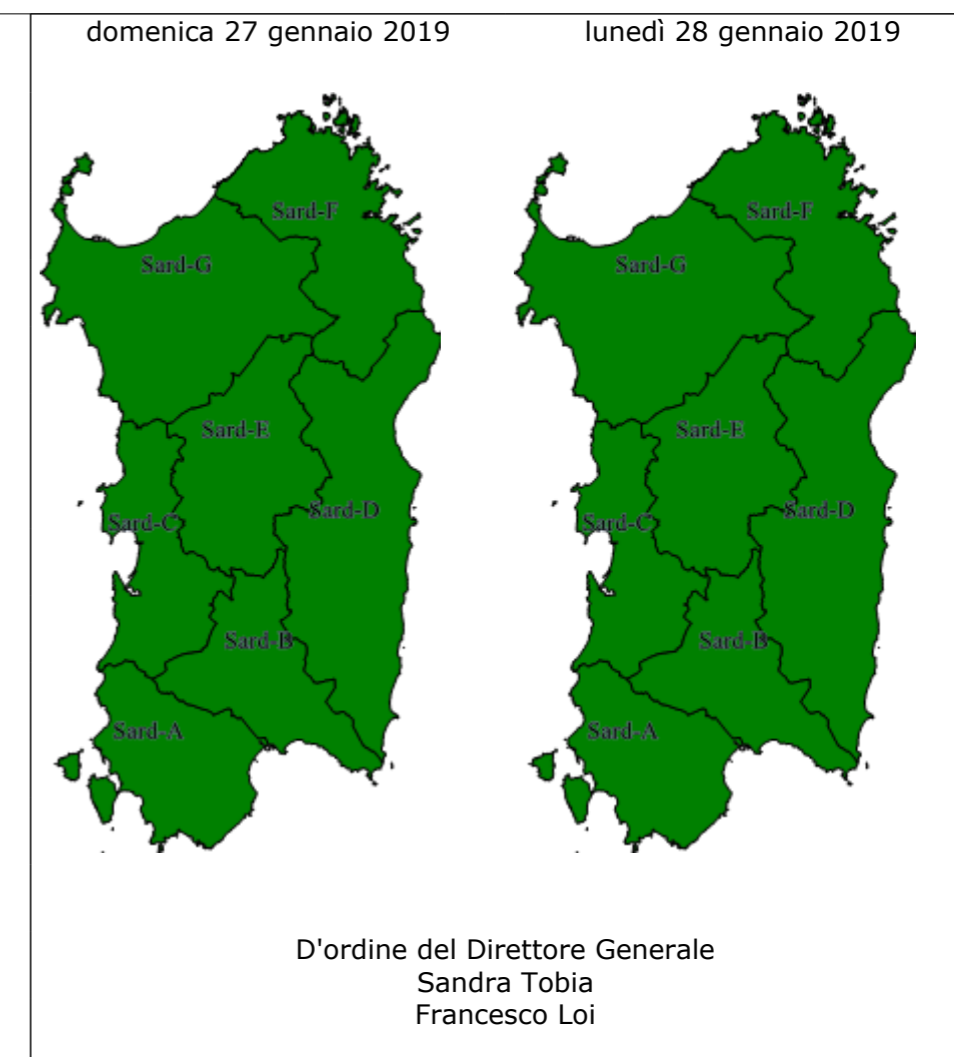 domenica 27 gennaio 2019
lunedì 28 gennaio 2019
Sard-F
Sard-G
Sard-E
Sard-D
Sard-C
Sard-B
Sard-A
Sard-F
Sard-G
Sard-E
Sard-D
Sard-C
Sard-B
Sard-A
D'ordine del Direttore Generale
Sandra Tobia
Francesco Loi